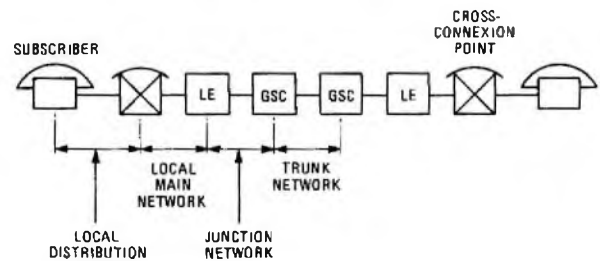 CROSS-
CONNEXION
POINT
SUBSCRIBER
LE
GSC
GSC
LE
LOCAL
MAIN
NETWORK
TRUNK
NETWORK
LOCAL
DISTRIBUTION
JUNCTION
NETWORK